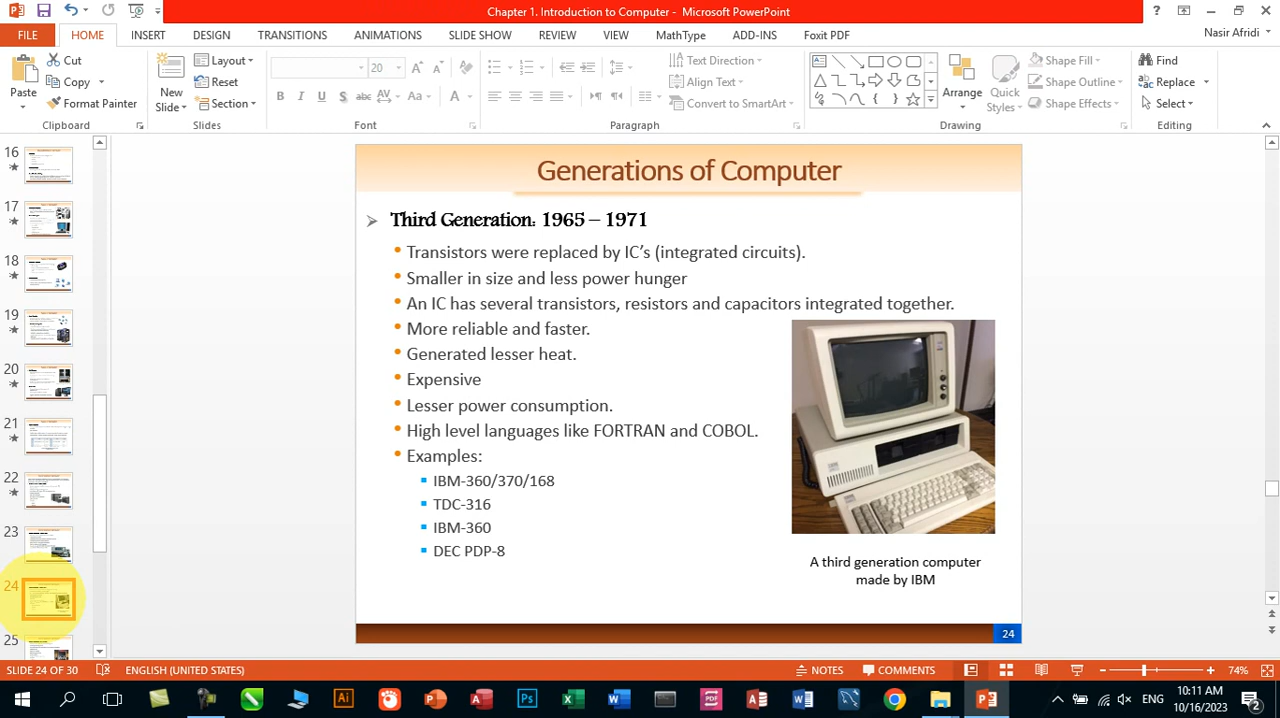 Chapter 1. Introduction to Computer - Microsoft PowerPoint
FILE HOME INSERT DESIGN TRANSITIONS ANIMATIONS SLIDE SHOW REVIEW VIEW MathType ADD-INS Foxit PDF Nasir Afridi
Paste
Cut
Copy
Format Painter
Clipboard
New
Slide
Layout
Reset
Section
Slides
20
B I U S abc AV Aa A
Font
Text Direction
Align Text
Convert to SmartArt
Paragraph
Arrange
Quick
Styles
Shape Fill
Shape Outline
Shape Effects
Drawing
Find
Replace
Select
Editing
16
17
18
19
20
21
22
23
24
25
Generations of Computer
Third Generation: 1965 – 1971
Transistors were replaced by IC’s (integrated circuits).
Smaller in size and less power hunger
An IC has several transistors, resistors and capacitors integrated together.
More reliable and faster.
Generated lesser heat.
Expensive
Lesser power consumption.
High level languages like FORTRAN and COBOL.
Examples:
IBM-360/370/168
TDC-316
IBM-360
DEC PDP-8
A third generation computer
made by IBM
24
SLIDE 24 OF 30 ENGLISH (UNITED STATES) NOTES COMMENTS 74%
ENG
10:11 AM
10/16/2023